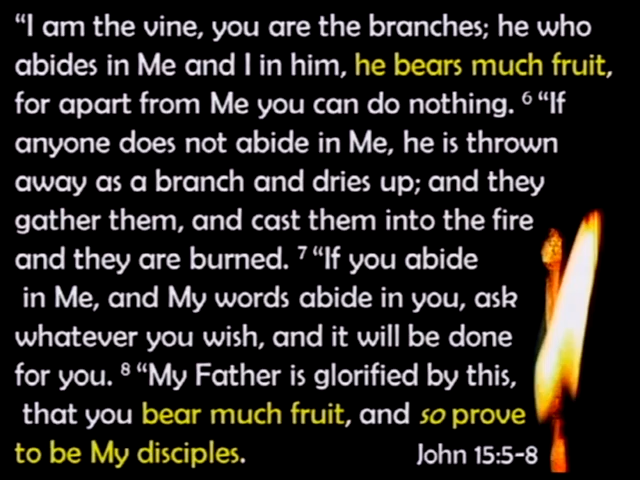 “I am the vine, you are the branches; he who
abides in Me and I in him, he bears much fruit,
for apart from Me you can do nothing. ⁶ “If
anyone does not abide in Me, he is thrown
away as a branch and dries up; and they
gather them, and cast them into the fire
and they are burned. ⁷ “If you abide
in Me, and My words abide in you, ask
whatever you wish, and it will be done
for you. ⁸ “My Father is glorified by this,
that you bear much fruit, and so prove
to be My disciples. John 15:5-8